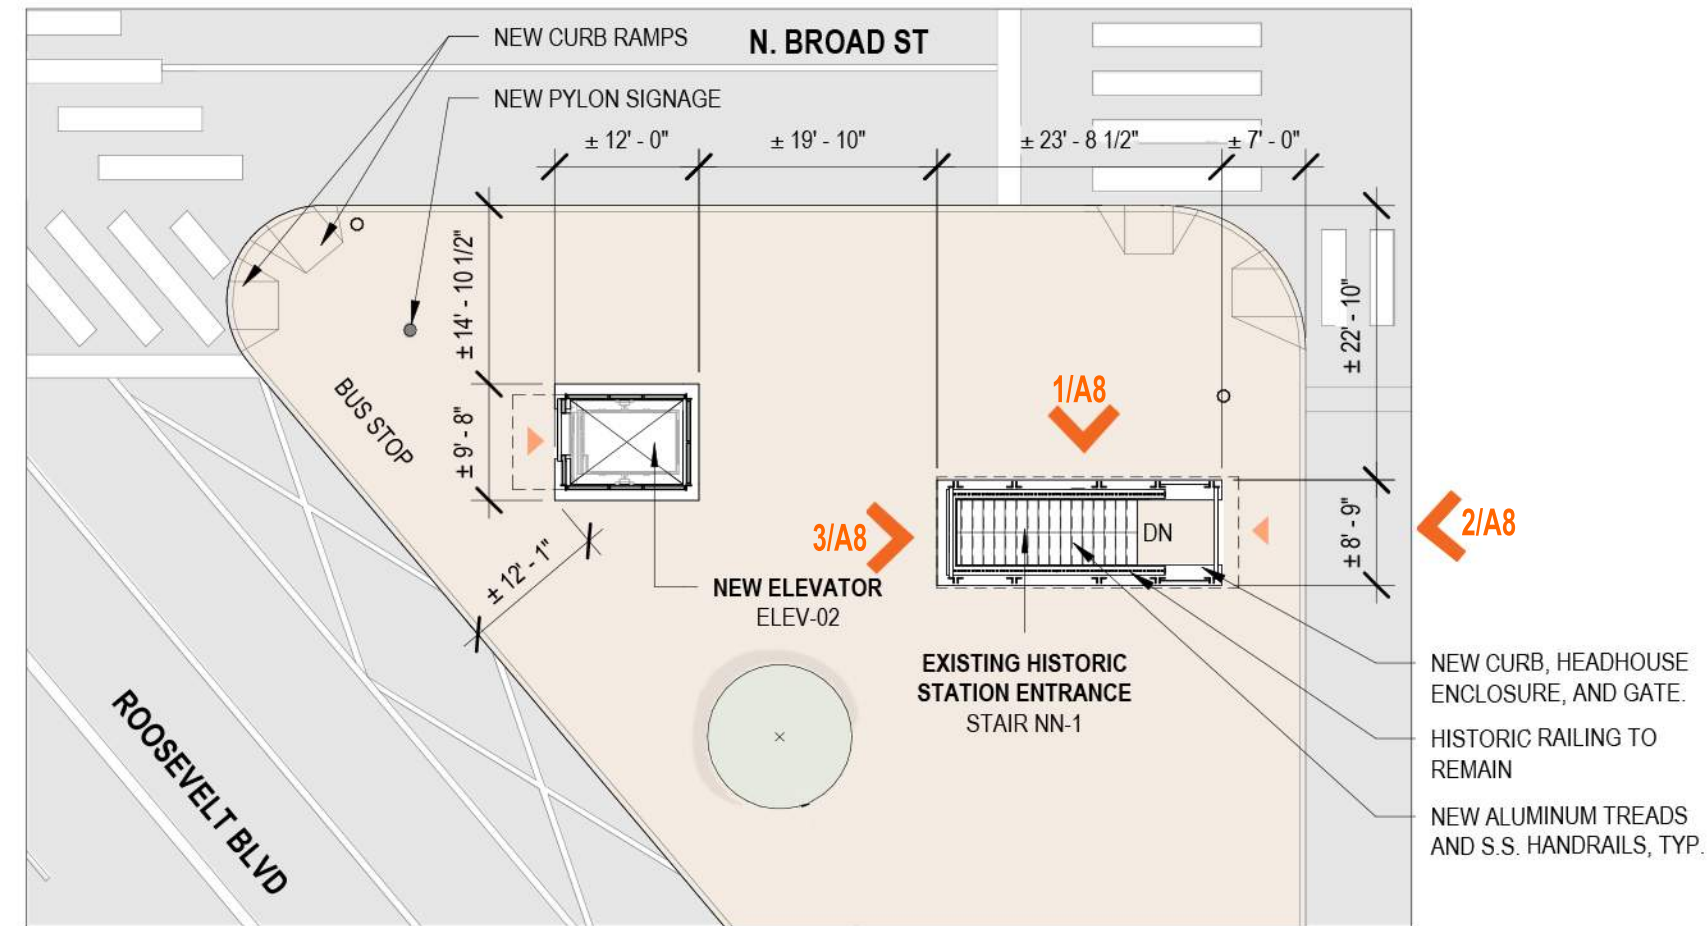 NEW CURB RAMPS
N. BROAD ST
NEW PYLON SIGNAGE
± 12' - 0"
± 19' - 10"
± 23' - 8 1/2"
± 7' - 0"
± 14' - 10 1/2"
± 22' - 10"
BUS STOP
± 9' - 8"
1/A8
3/A8
DN
2/A8
± 8' - 9"
± 12' - 1"
NEW ELEVATOR
ELEV-02
EXISTING HISTORIC
STATION ENTRANCE
STAIR NN-1
NEW CURB, HEADHOUSE
ENCLOSURE, AND GATE.
HISTORIC RAILING TO
REMAIN
NEW ALUMINUM TREADS
AND S.S. HANDRAILS, TYP.
ROOSEVELT BLVD